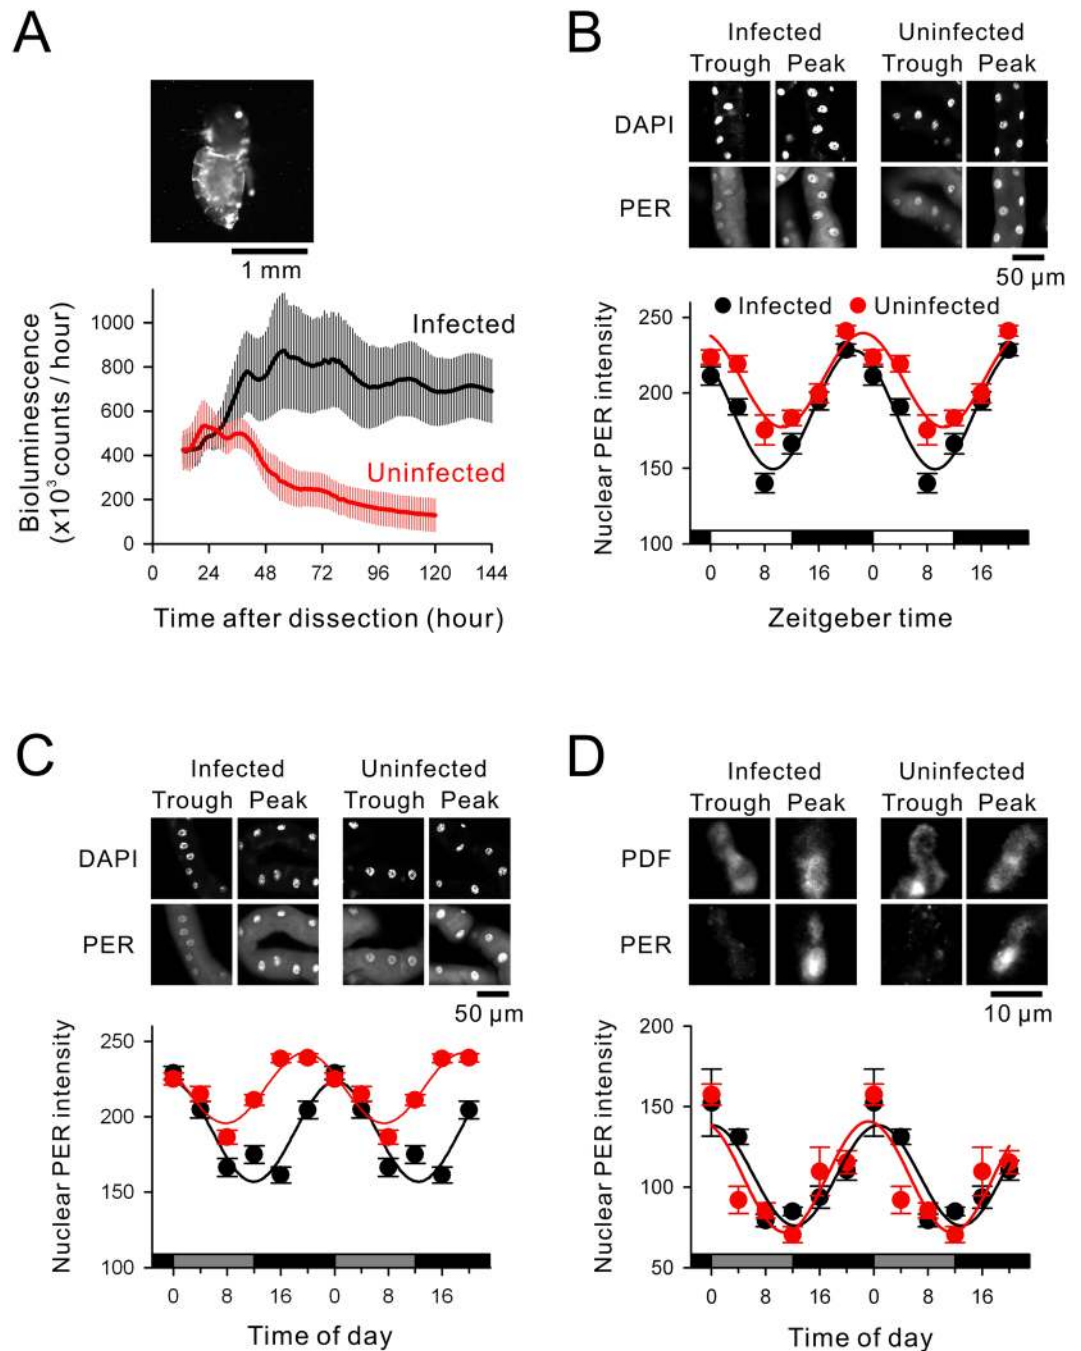 A
1 mm
Bioluminescence
(x10³ counts / hour)
1000
800
600
400
200
0
Infected
Uninfected
0 24 48 72 96 120 144
Time after dissection (hour)
B
Infected Uninfected
Trough Peak Trough Peak
DAPI
PER
50 µm
Infected Uninfected
Nuclear PER intensity
250
200
150
100
0 8 16 0 8 16
Zeitgeber time
C
Infected Uninfected
Trough Peak Trough Peak
DAPI
PER
50 µm
Nuclear PER intensity
250
200
150
100
0 8 16 0 8 16
Time of day
D
Infected Uninfected
Trough Peak Trough Peak
PDF
PER
10 µm
Nuclear PER intensity
200
150
100
50
0 8 16 0 8 16
Time of day